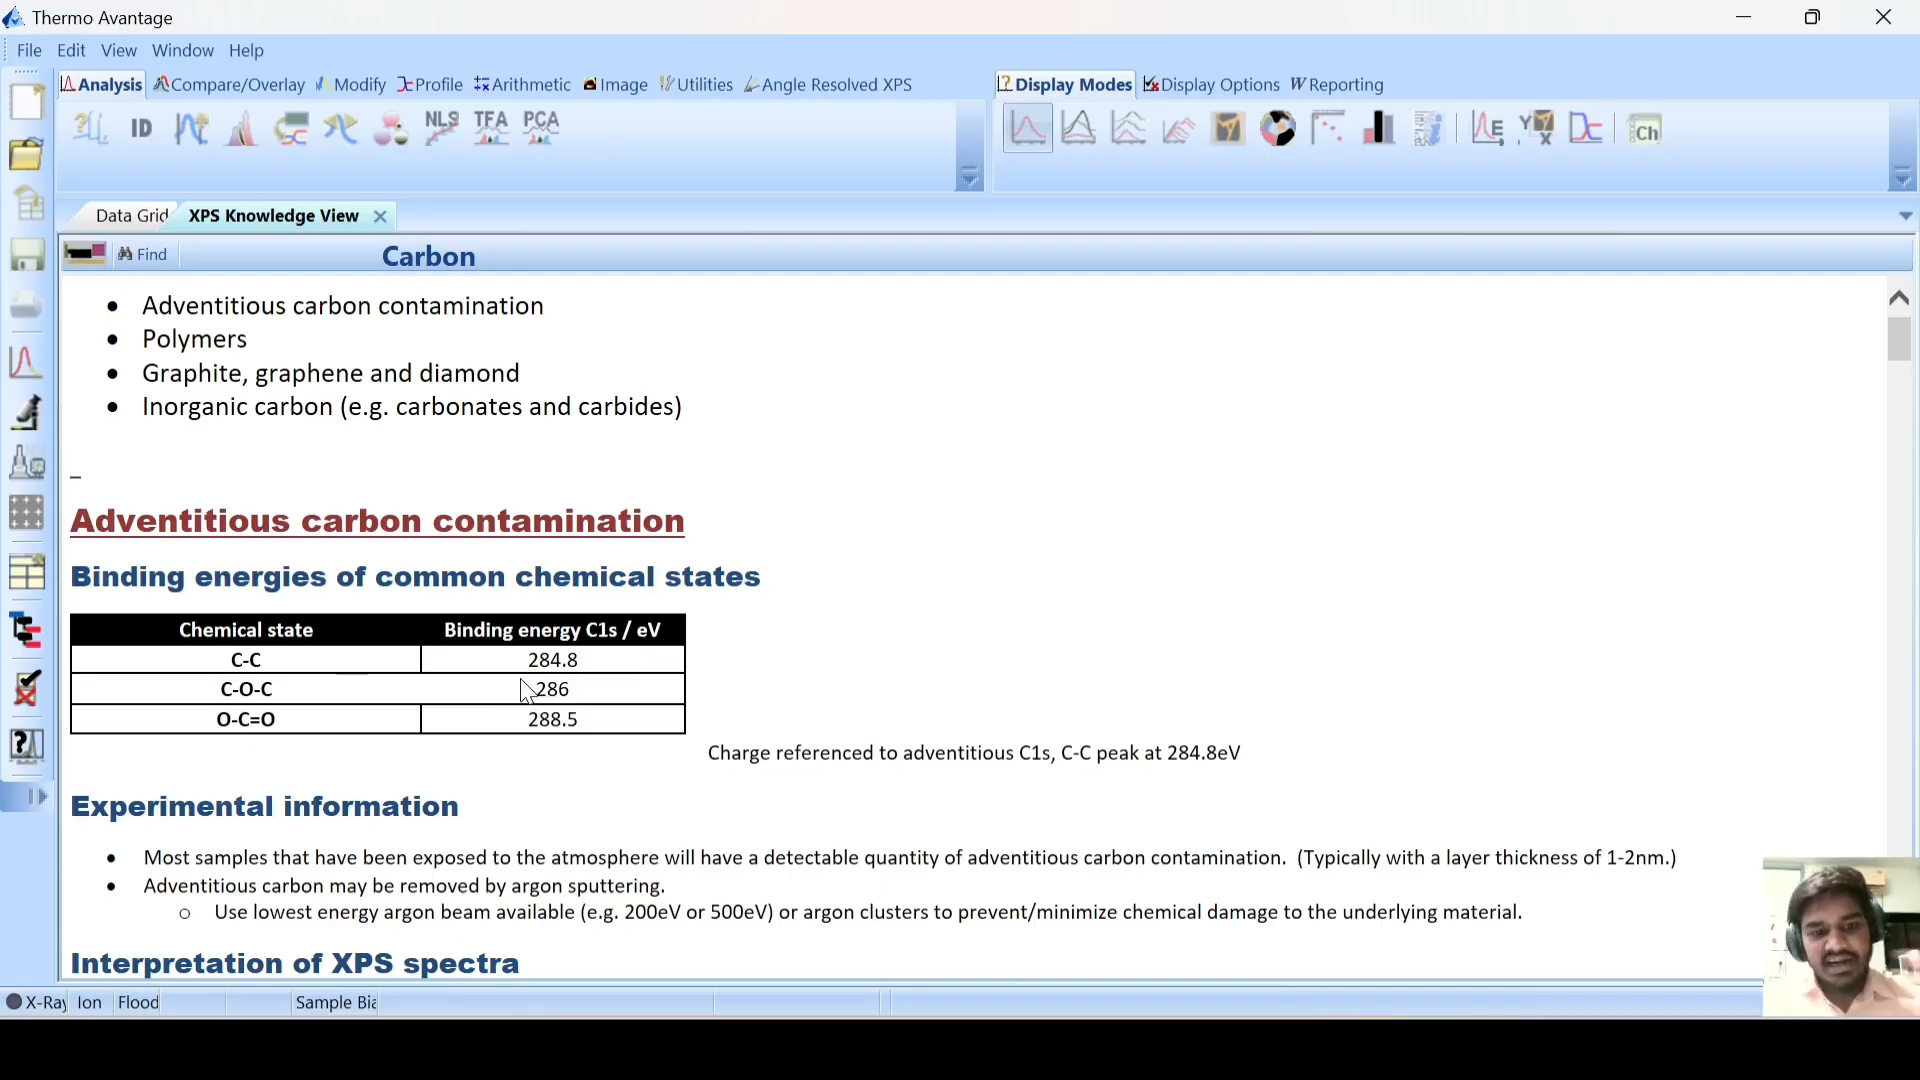 Thermo Avantage
File Edit View Window Help
Analysis Compare/Overlay Modify Profile Arithmetic Image Utilities Angle Resolved XPS Display Modes Display Options Reporting
ID NLS TFA PCA E Y X Ch
Data Grid XPS Knowledge View
Find Carbon
• Adventitious carbon contamination
• Polymers
• Graphite, graphene and diamond
• Inorganic carbon (e.g. carbonates and carbides)
Adventitious carbon contamination
Binding energies of common chemical states
Chemical state Binding energy C1s / eV
C-C 284.8
C-O-C 286
O-C=O 288.5
Charge referenced to adventitious C1s, C-C peak at 284.8eV
Experimental information
• Most samples that have been exposed to the atmosphere will have a detectable quantity of adventitious carbon contamination. (Typically with a layer thickness of 1-2nm.)
• Adventitious carbon may be removed by argon sputtering.
o Use lowest energy argon beam available (e.g. 200eV or 500eV) or argon clusters to prevent/minimize chemical damage to the underlying material.
Interpretation of XPS spectra
X-Ray Ion Flood Sample Bia